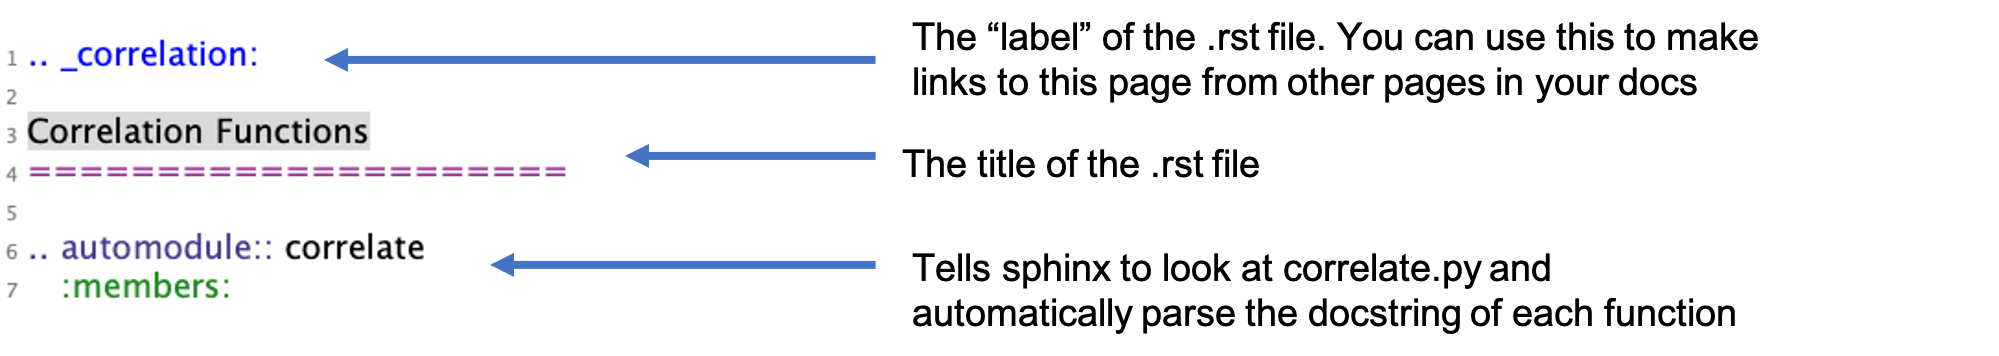 1 .. _correlation:
The “label” of the .rst file. You can use this to make
links to this page from other pages in your docs
2
3 Correlation Functions
4 =====================
The title of the .rst file
5
6 .. automodule:: correlate
7 :members:
Tells sphinx to look at correlate.py and
automatically parse the docstring of each function